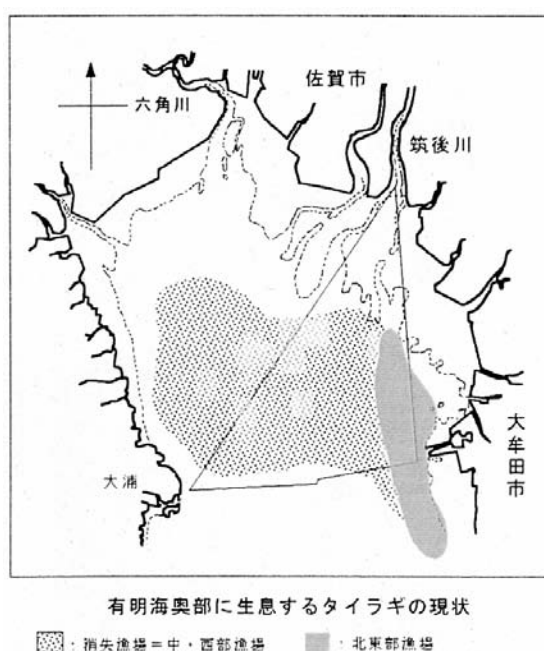 佐賀市
六角川
筑後川
大浦
大牟田市
有明海奥部に生息するタイラギの現状
：消失漁場＝中・西部漁場
：北東部漁場